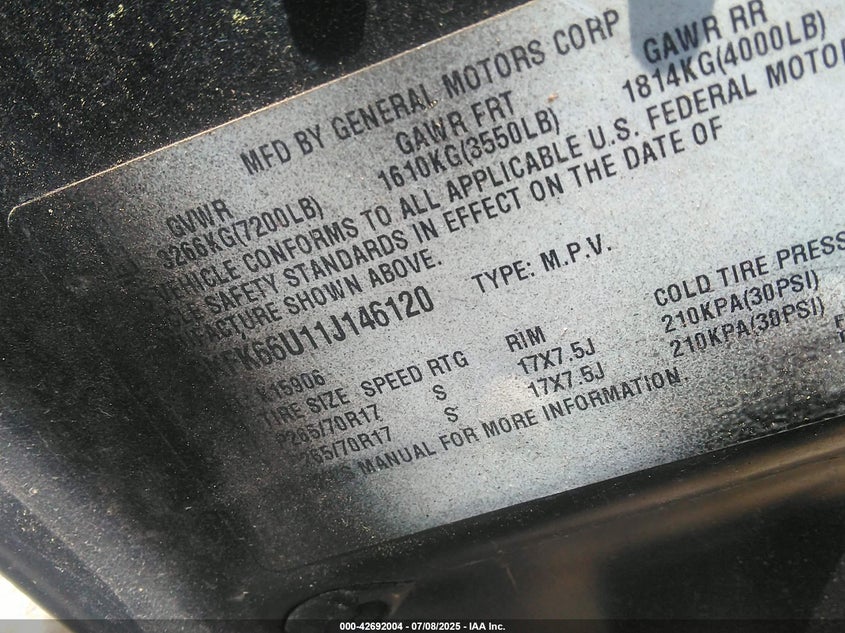 MFD BY GENERAL MOTORS CORP
GVWR GAWR FRT GAWR RR
3266KG(7200LB) 1610KG(3550LB) 1814KG(4000LB)
VEHICLE CONFORMS TO ALL APPLICABLE U.S. FEDERAL MOTOR
SAFETY STANDARDS IN EFFECT ON THE DATE OF
FACTURE SHOWN ABOVE.
FK66U11J146120 TYPE: M.P.V.
K15906
TIRE SIZE SPEED RTG RIM COLD TIRE PRESS
P265/70R17 S 17X7.5J 210KPA(30PSI)
265/70R17 S 17X7.5J 210KPA(30PSI)
MANUAL FOR MORE INFORMATION.
000-42692004 | 07/08/2025 - IAA Inc.